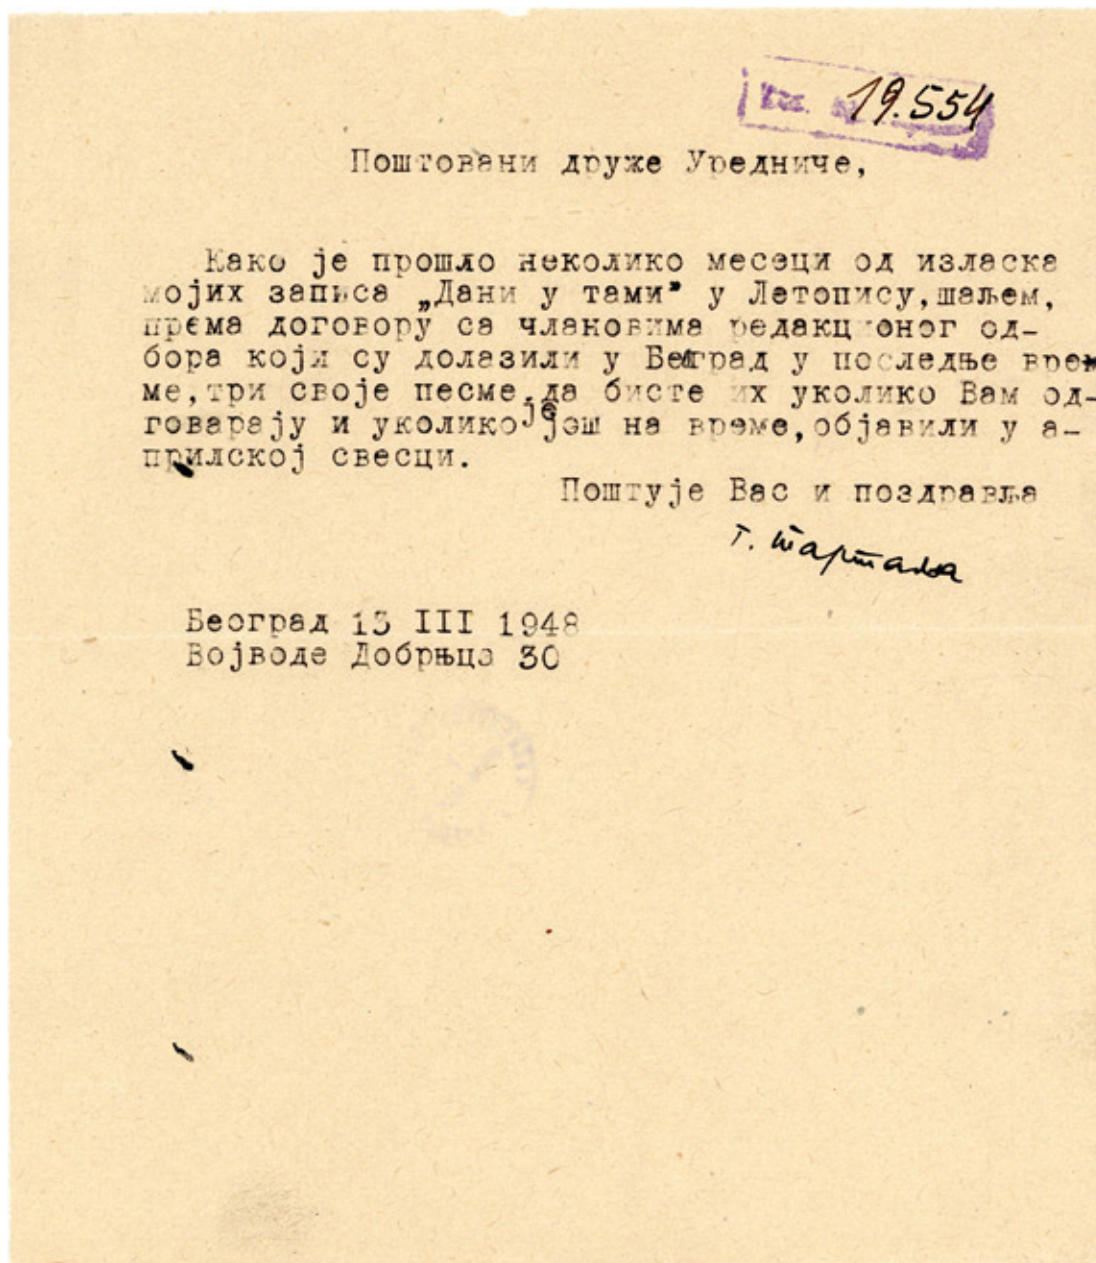 19.554
Поштовани друже Уредниче,
Како је прошло неколико месеци од изласка
мојих записа „Дани у тами" у Летопису,шаљем,
према договору са члановима редакционог од-
бора који су долазили у Београд у последње вре
ме,три своје песме,да бисте их уколико Вам од-
говарају и уколико је још на време,објавили у а-
прилској свесци.
Поштује Вас и поздравља
Г. Тартаља
Београд 13 III 1948
Војводе Добрњца 30